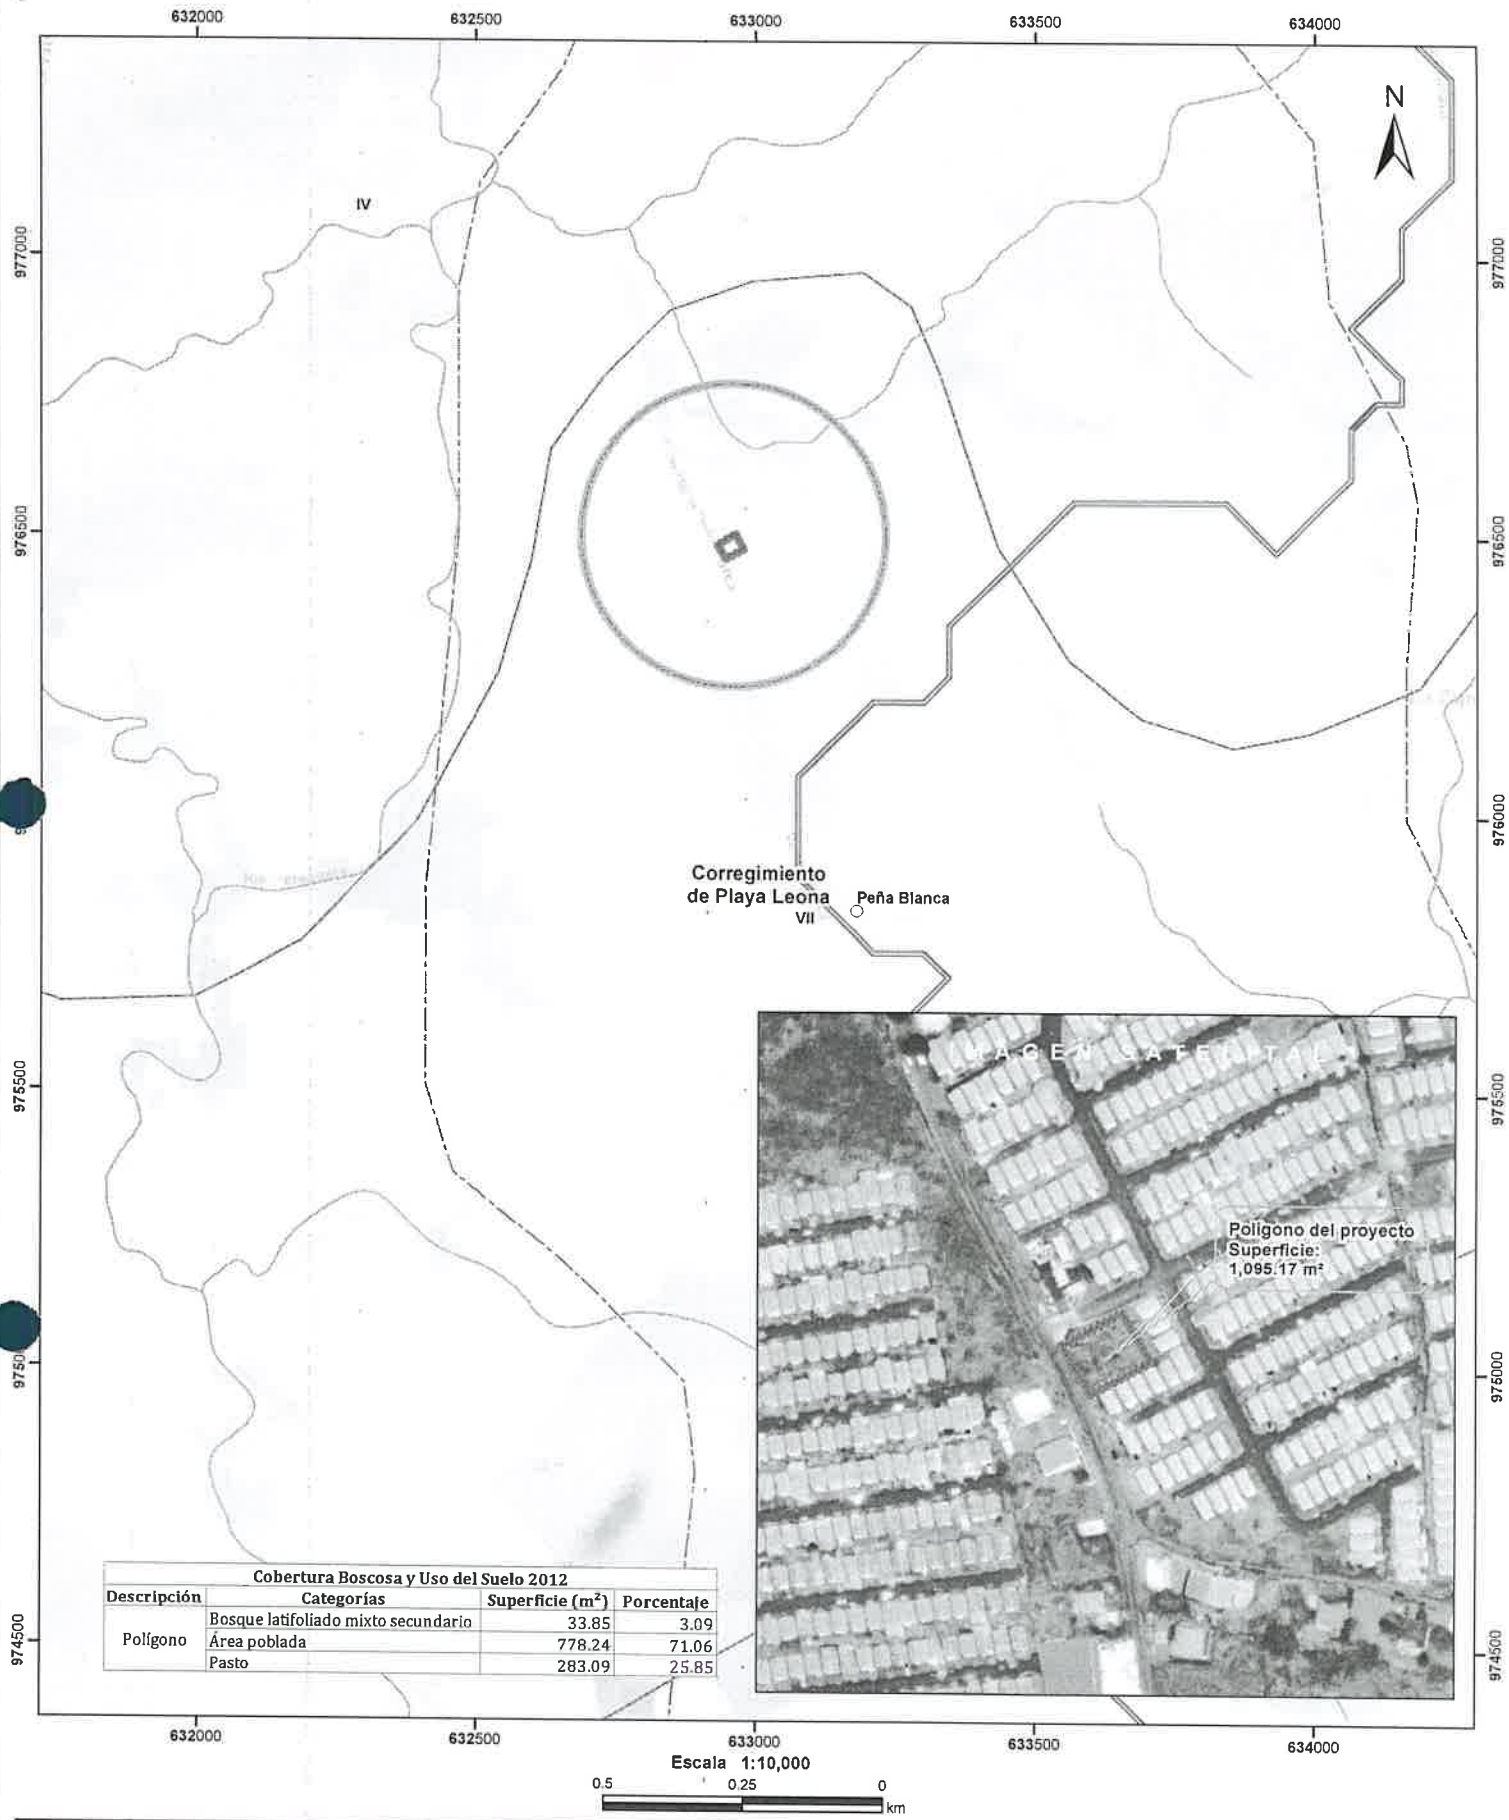 632000 632500 633000 633500 634000
N
IV
977000 977000
976500 976500
976000
Corregimiento
de Playa Leona
VII
Peña Blanca
IMAGEN SATELITAL
975500 975500
Polígono del proyecto
Superficie:
1,095.17 m²
975000
Cobertura Boscosa y Uso del Suelo 2012
Descripción Categorías Superficie (m²) Porcentaje
Polígono
Bosque latifoliado mixto secundario 33.85 3.09
Área poblada 778.24 71.06
Pasto 283.09 25.85
974500 974500
632000 632500 633000 633500 634000
Escala 1:10,000
0.5 0.25 0
km